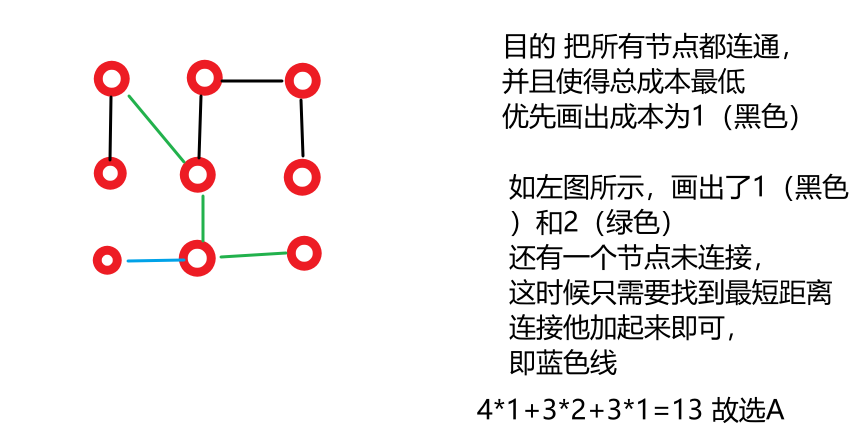 目的 把所有节点都连通，
并且使得总成本最低
优先画出成本为1（黑色）
如左图所示，画出了1（黑色
）和2（绿色）
还有一个节点未连接，
这时候只需要找到最短距离
连接他加起来即可，
即蓝色线
4*1+3*2+3*1=13 故选A